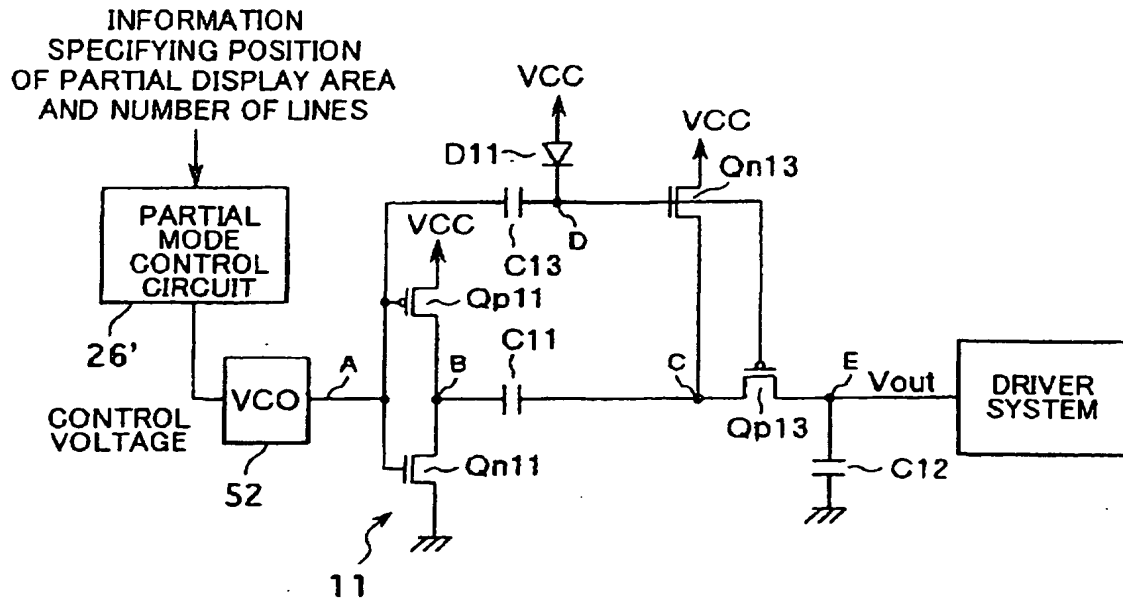 INFORMATION
SPECIFYING POSITION
OF PARTIAL DISPLAY AREA
AND NUMBER OF LINES
PARTIAL
MODE
CONTROL
CIRCUIT
26'
CONTROL
VOLTAGE
VCO
52
A
VCC
Qp11
B
Qn11
11
C13
C11
VCC
D11
D
VCC
Qn13
C
Qp13
E
Vout
C12
DRIVER
SYSTEM